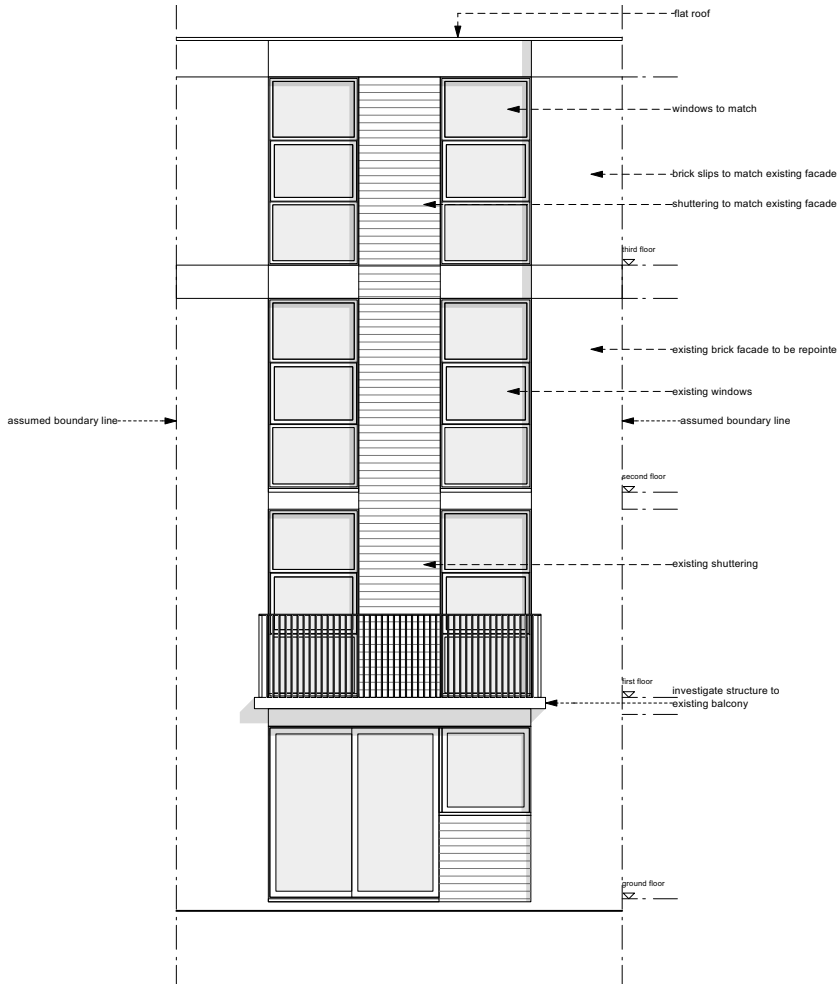 flat roof
windows to match
brick slips to match existing facade
shuttering to match existing facade
third floor
existing brick facade to be repointe
existing windows
assumed boundary line
assumed boundary line
second floor
existing shuttering
first floor
investigate structure to
existing balcony
ground floor